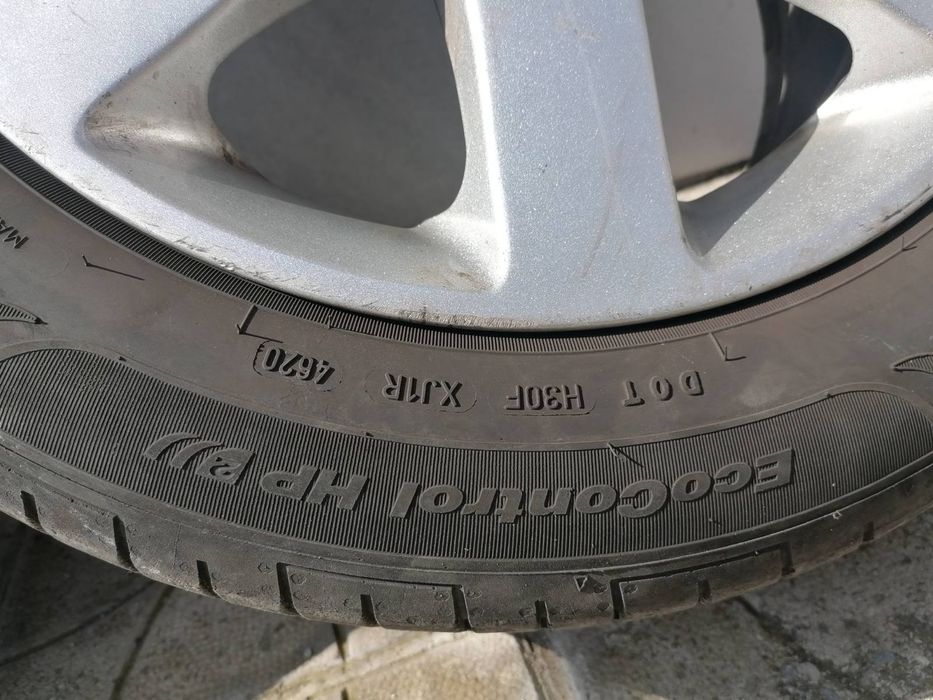 DOT H30F XJ1R 4620
EcoControl HP